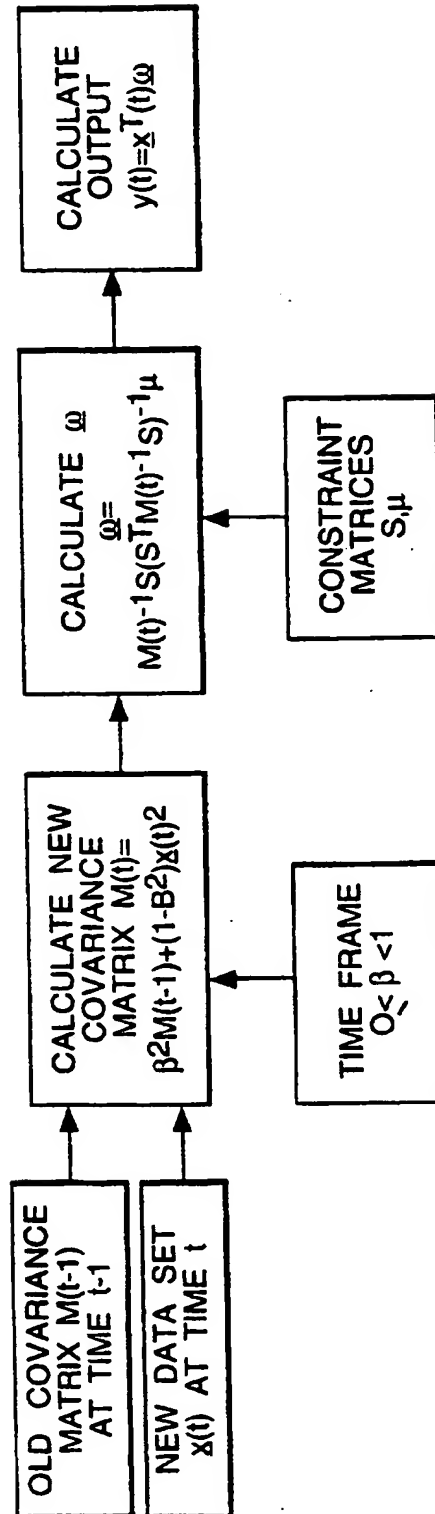 OLD COVARIANCE
MATRIX M(t-1)
AT TIME t-1
NEW DATA SET
x̲(t) AT TIME t
CALCULATE NEW
COVARIANCE
MATRIX M(t)=
β²M(t-1)+(1-B²)x̲(t)²
TIME FRAME
O≤ β <1
CALCULATE ω̲
ω̲=
M(t)⁻¹S(SᵀM(t)⁻¹S)⁻¹μ
CONSTRAINT
MATRICES
S,μ
CALCULATE
OUTPUT
y(t)=x̲ᵀ(t)ω̲